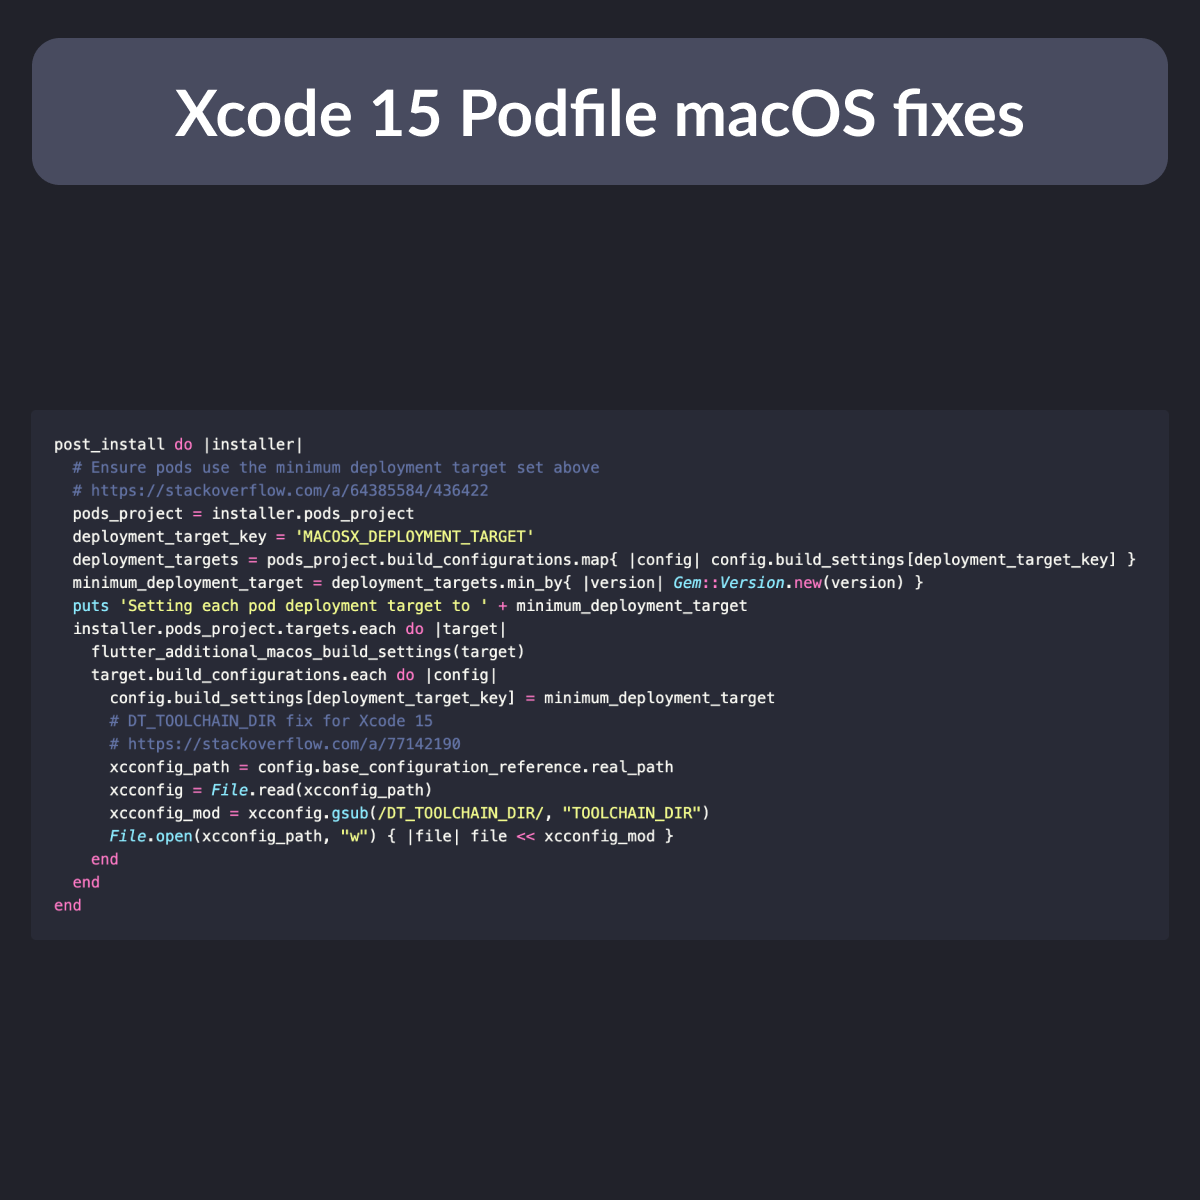 Xcode 15 Podfile macOS fixes
post_install do |installer|
  # Ensure pods use the minimum deployment target set above
  # https://stackoverflow.com/a/64385584/436422
  pods_project = installer.pods_project
  deployment_target_key = 'MACOSX_DEPLOYMENT_TARGET'
  deployment_targets = pods_project.build_configurations.map{ |config| config.build_settings[deployment_target_key] }
  minimum_deployment_target = deployment_targets.min_by{ |version| Gem::Version.new(version) }
  puts 'Setting each pod deployment target to ' + minimum_deployment_target
  installer.pods_project.targets.each do |target|
    flutter_additional_macos_build_settings(target)
    target.build_configurations.each do |config|
      config.build_settings[deployment_target_key] = minimum_deployment_target
      # DT_TOOLCHAIN_DIR fix for Xcode 15
      # https://stackoverflow.com/a/77142190
      xcconfig_path = config.base_configuration_reference.real_path
      xcconfig = File.read(xcconfig_path)
      xcconfig_mod = xcconfig.gsub(/DT_TOOLCHAIN_DIR/, "TOOLCHAIN_DIR")
      File.open(xcconfig_path, "w") { |file| file << xcconfig_mod }
    end
  end
end